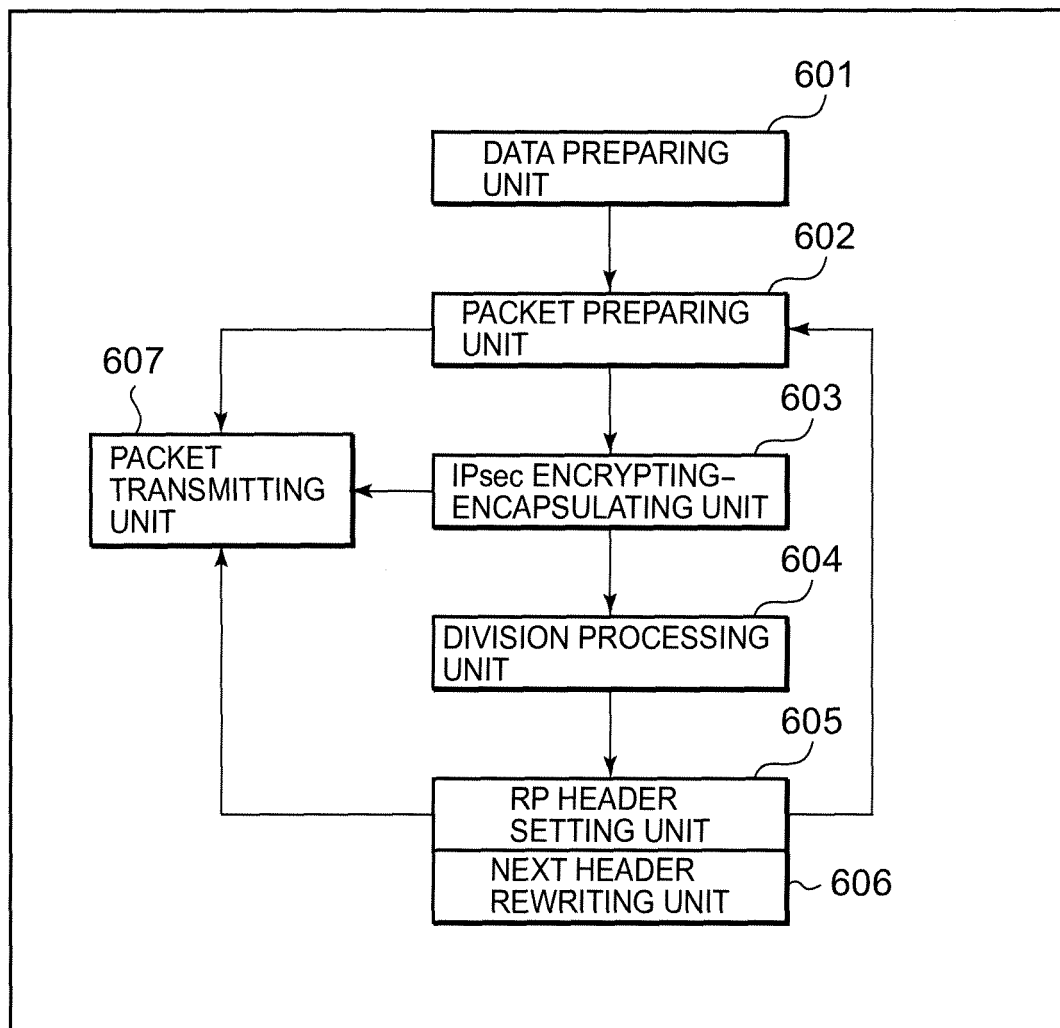 601
DATA PREPARING
UNIT
602
PACKET PREPARING
UNIT
607
PACKET
TRANSMITTING
UNIT
603
IPsec ENCRYPTING–
ENCAPSULATING UNIT
604
DIVISION PROCESSING
UNIT
605
RP HEADER
SETTING UNIT
NEXT HEADER
REWRITING UNIT
606